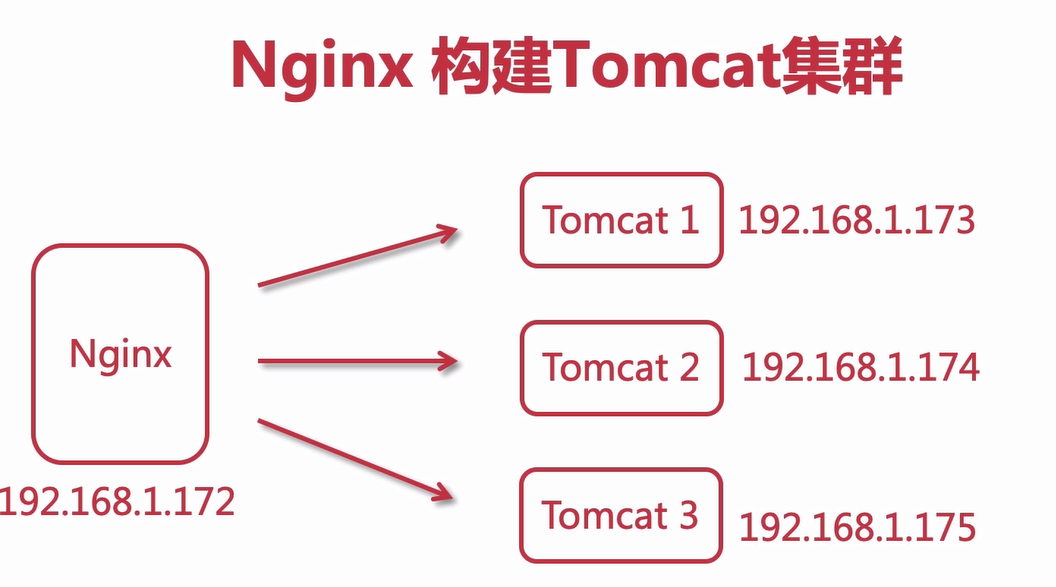 Nginx 构建Tomcat集群
Tomcat 1
192.168.1.173
Nginx
Tomcat 2
192.168.1.174
192.168.1.172
Tomcat 3
192.168.1.175